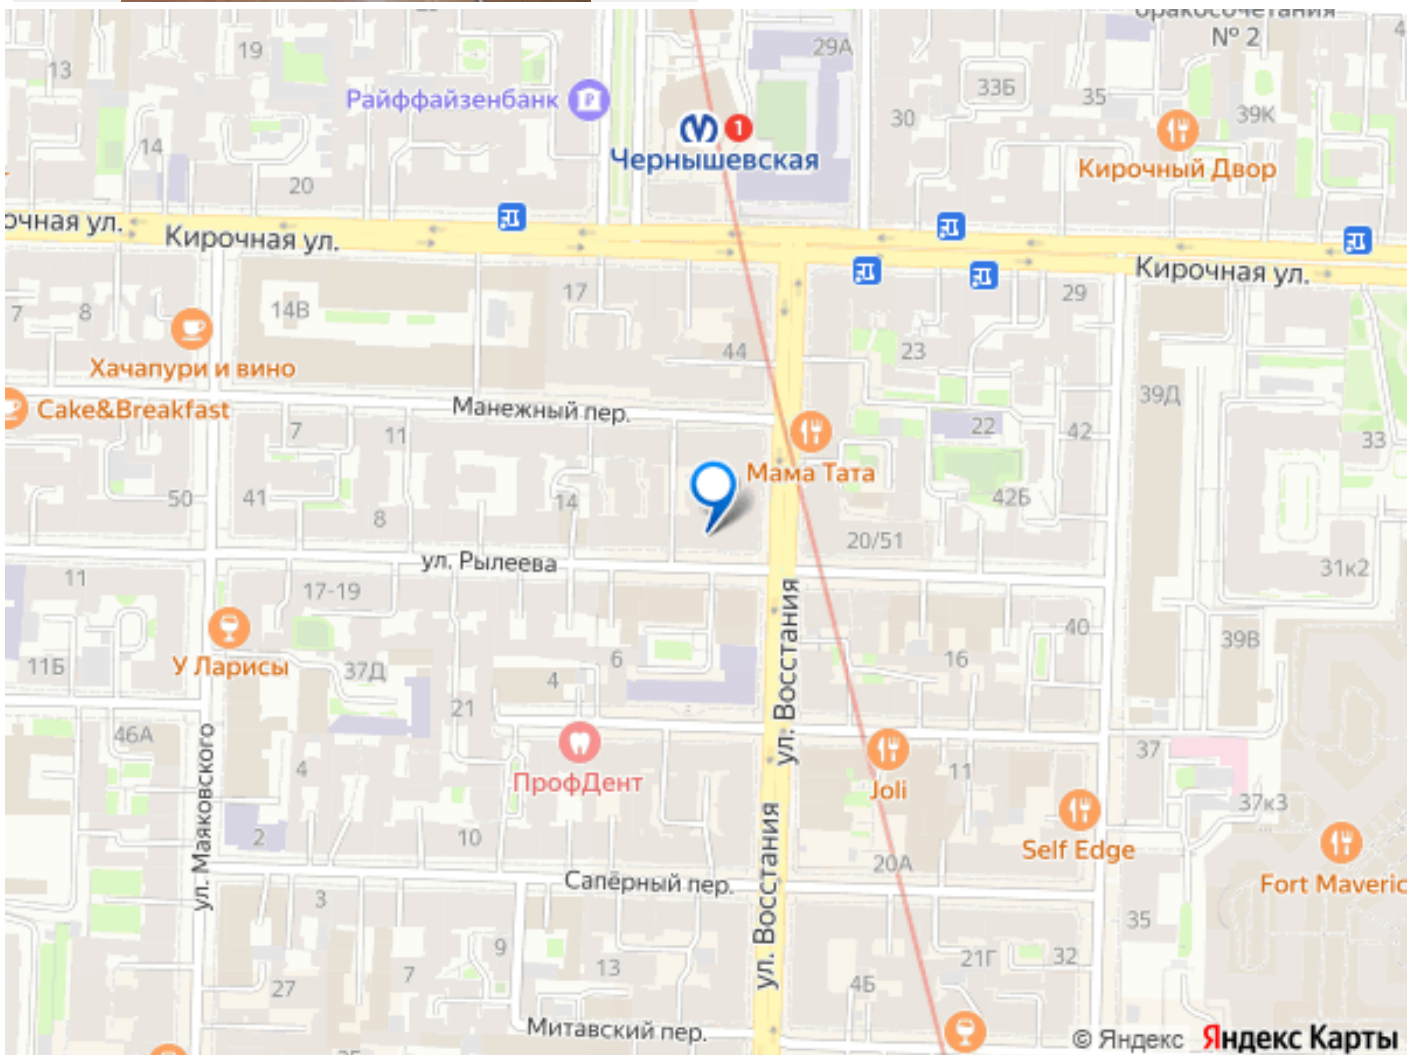 бракосочетания
№ 2
29А
19
13
33Б
35
30
39К
Райффайзенбанк
1
Чернышевская
Кирочный Двор
14
20
очная ул.
Кирочная ул.
Кирочная ул.
17
14В
29
7
8
44
23
Хачапури и вино
Cake&Breakfast
Манежный пер.
39Д
7
11
22
42
33
Мама Тата
50
41
14
42Б
8
20/51
ул. Рылеева
11
17-19
31к2
40
39В
У Ларисы
11Б
37Д
6
4
16
ул. Восстания
21
46А
37
ПрофДент
4
Joli
11
37к3
ул. Маяковского
2
10
Self Edge
20А
Fort Maveric
Сапёрный пер.
ул. Восстания
3
35
9
21Г
32
7
13
27
4Б
Митавский пер.
© Яндекс Яндекс Карты